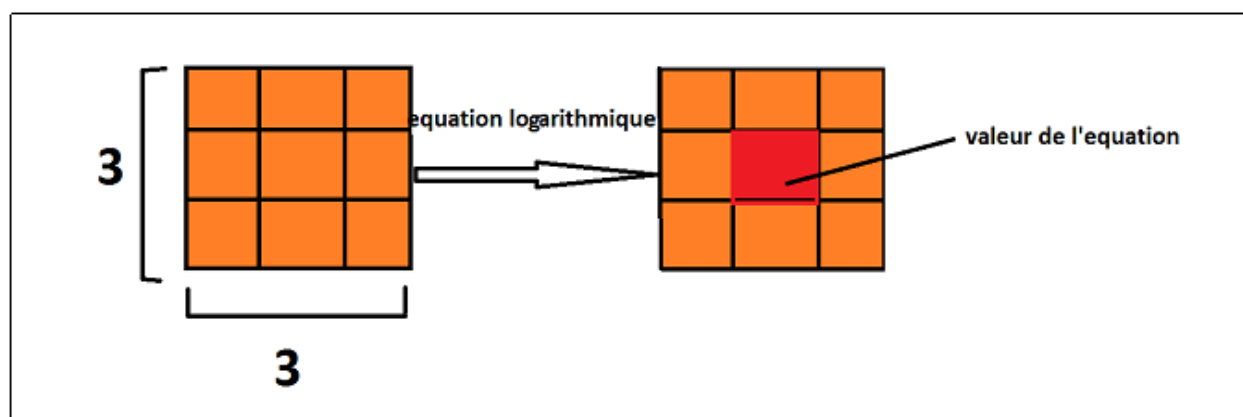 equation logarithmique
valeur de l'equation
3
3